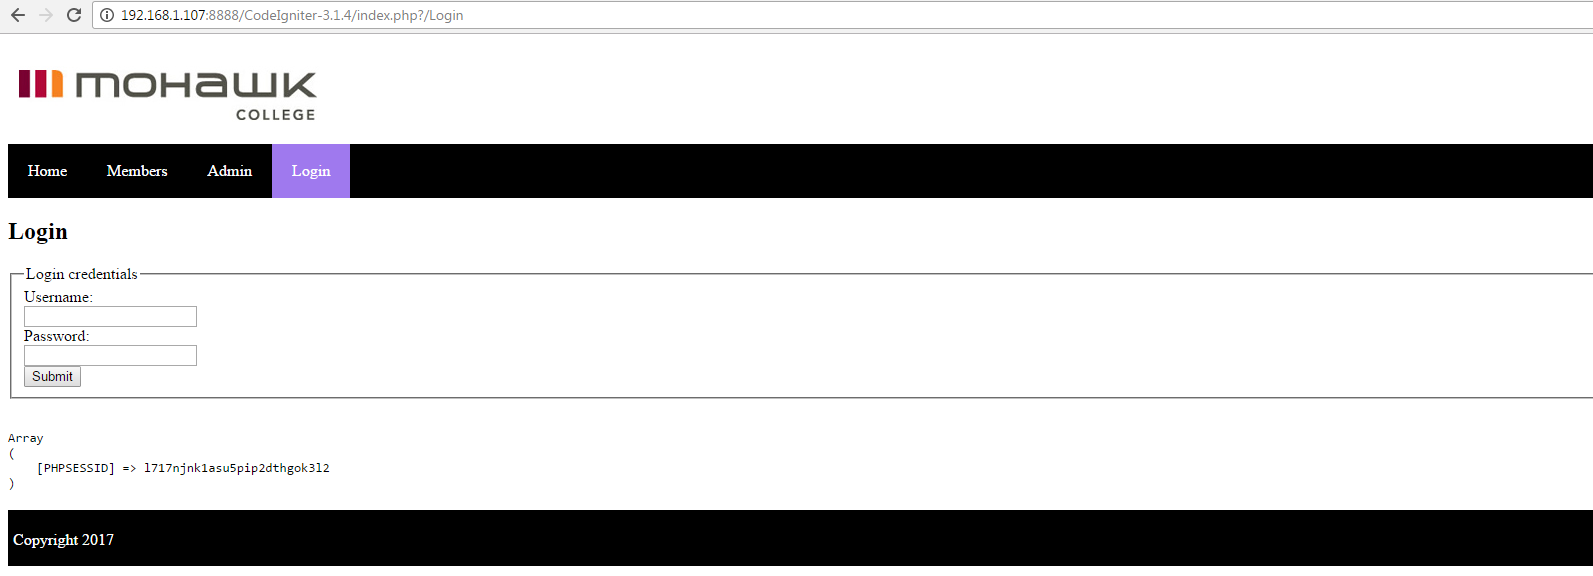 192.168.1.107:8888/CodeIgniter-3.1.4/index.php?/Login
mohawk
COLLEGE
Home Members Admin Login
Login
Login credentials
Username:
Password:
Submit
Array
(
[PHPSESSID] => l717njnk1asu5pip2dthgok3l2
)
Copyright 2017